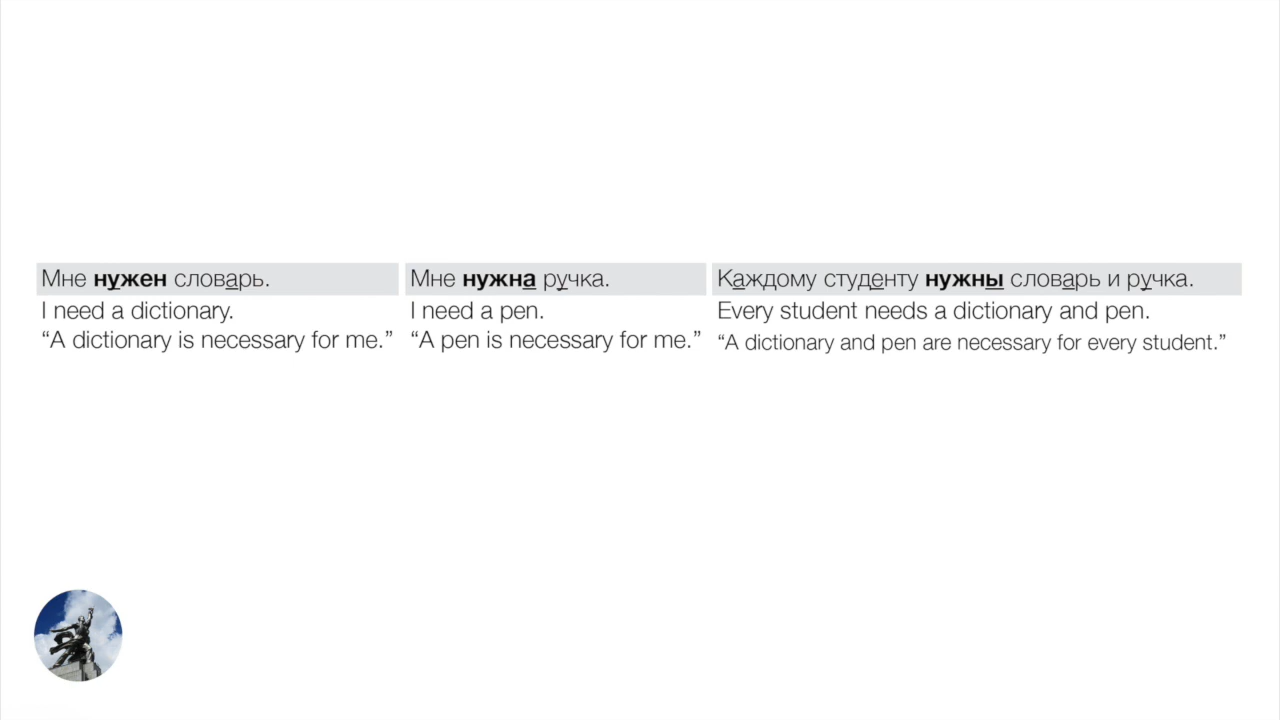 Мне нужен словарь.
I need a dictionary.
“A dictionary is necessary for me.”
Мне нужна ручка.
I need a pen.
“A pen is necessary for me.”
Каждому студенту нужны словарь и ручка.
Every student needs a dictionary and pen.
“A dictionary and pen are necessary for every student.”